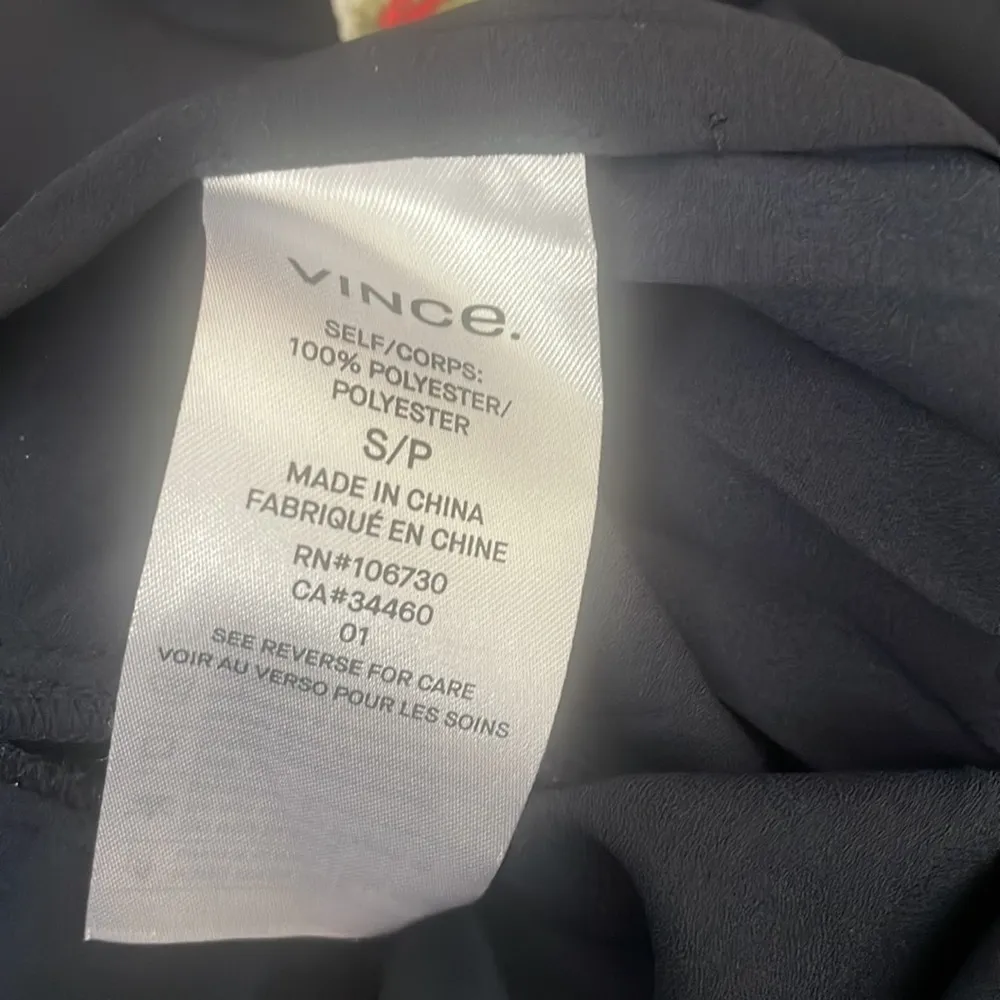 VINCe.
SELF/CORPS:
100% POLYESTER/
POLYESTER
S/P
MADE IN CHINA
FABRIQUÉ EN CHINE
RN#106730
CA#34460
01
SEE REVERSE FOR CARE
VOIR AU VERSO POUR LES SOINS